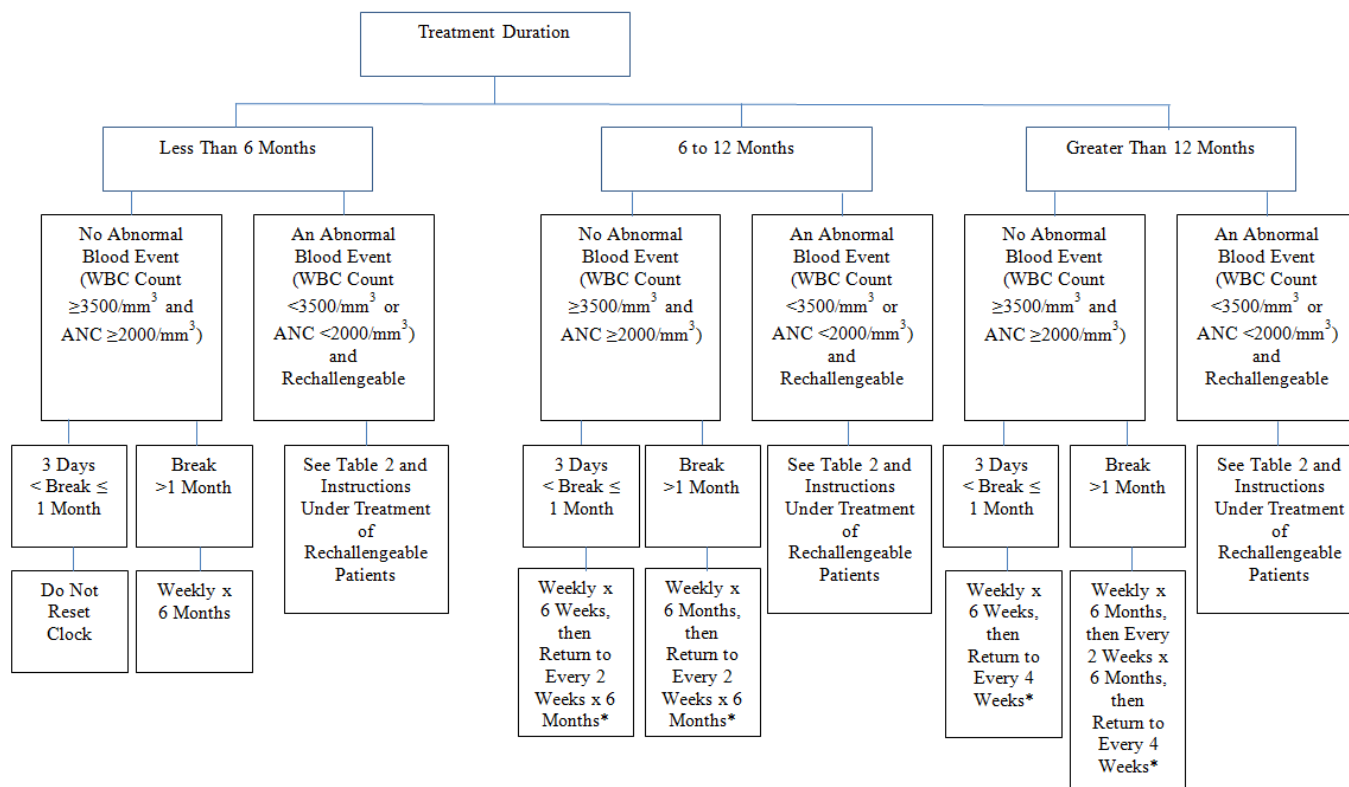 Treatment Duration
Less Than 6 Months
6 to 12 Months
Greater Than 12 Months
No Abnormal
Blood Event
(WBC Count
≥3500/mm³ and
ANC ≥2000/mm³)
An Abnormal
Blood Event
(WBC Count
<3500/mm³ or
ANC <2000/mm³)
and
Rechallengeable
No Abnormal
Blood Event
(WBC Count
≥3500/mm³ and
ANC ≥2000/mm³)
An Abnormal
Blood Event
(WBC Count
<3500/mm³ or
ANC <2000/mm³)
and
Rechallengeable
No Abnormal
Blood Event
(WBC Count
≥3500/mm³ and
ANC ≥2000/mm³)
An Abnormal
Blood Event
(WBC Count
<3500/mm³ or
ANC <2000/mm³)
and
Rechallengeable
3 Days
< Break ≤
1 Month
Break
>1 Month
See Table 2 and
Instructions
Under Treatment
of
Rechallengeable
Patients
3 Days
< Break ≤
1 Month
Break
>1 Month
See Table 2 and
Instructions
Under Treatment
of
Rechallengeable
Patients
3 Days
< Break ≤
1 Month
Break
>1 Month
See Table 2 and
Instructions
Under Treatment
of
Rechallengeable
Patients
Do Not
Reset
Clock
Weekly x
6 Months
Weekly x
6 Weeks,
then
Return to
Every 2
Weeks x 6
Months*
Weekly x
6 Months,
then
Return to
Every 2
Weeks x 6
Months*
Weekly x
6 Weeks,
then
Return to
Every 4
Weeks*
Weekly x
6 Months,
then Every
2 Weeks x
6 Months,
then
Return to
Every 4
Weeks*